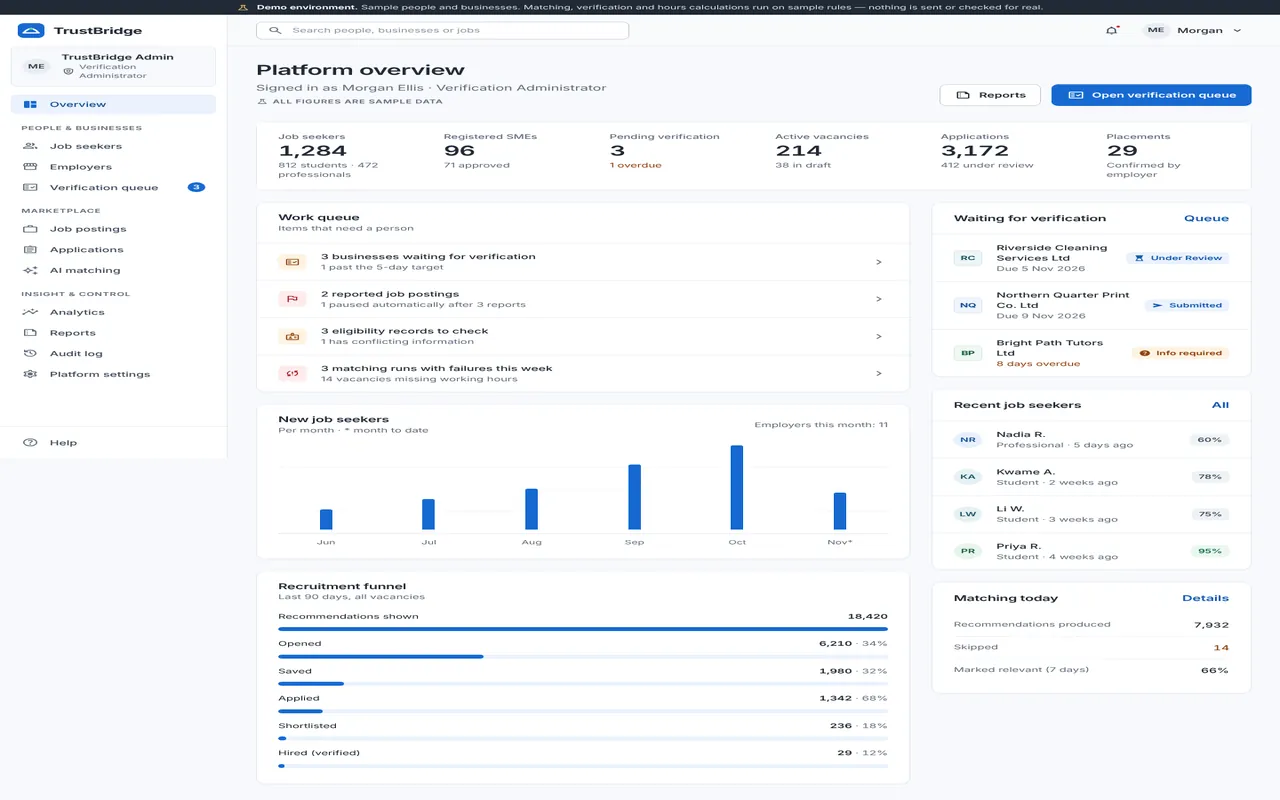 Demo environment. Sample people and businesses. Matching, verification and hours calculations run on sample rules — nothing is sent or checked for real.
TrustBridge
Search people, businesses or jobs
ME Morgan
ME
TrustBridge Admin
Verification
Administrator
Overview
PEOPLE & BUSINESSES
Job seekers
Employers
Verification queue 3
MARKETPLACE
Job postings
Applications
AI matching
INSIGHT & CONTROL
Analytics
Reports
Audit log
Platform settings
Help
Platform overview
Signed in as Morgan Ellis · Verification Administrator
ALL FIGURES ARE SAMPLE DATA
Reports
Open verification queue
Job seekers
1,284
812 students · 472
professionals
Registered SMEs
96
71 approved
Pending verification
3
1 overdue
Active vacancies
214
38 in draft
Applications
3,172
412 under review
Placements
29
Confirmed by
employer
Work queue
Items that need a person
3 businesses waiting for verification
1 past the 5-day target
2 reported job postings
1 paused automatically after 3 reports
3 eligibility records to check
1 has conflicting information
3 matching runs with failures this week
14 vacancies missing working hours
New job seekers
Per month · * month to date
Employers this month: 11
Jun Jul Aug Sep Oct Nov*
Recruitment funnel
Last 90 days, all vacancies
Recommendations shown 18,420
Opened 6,210 · 34%
Saved 1,980 · 32%
Applied 1,342 · 68%
Shortlisted 236 · 18%
Hired (verified) 29 · 12%
Waiting for verification Queue
RC
Riverside Cleaning
Services Ltd
Due 5 Nov 2026
Under Review
NQ
Northern Quarter Print
Co. Ltd
Due 9 Nov 2026
Submitted
BP
Bright Path Tutors
Ltd
8 days overdue
Info required
Recent job seekers All
NR
Nadia R.
Professional · 5 days ago
60%
KA
Kwame A.
Student · 2 weeks ago
78%
LW
Li W.
Student · 3 weeks ago
75%
PR
Priya R.
Student · 4 weeks ago
95%
Matching today Details
Recommendations produced 7,932
Skipped 14
Marked relevant (7 days) 66%